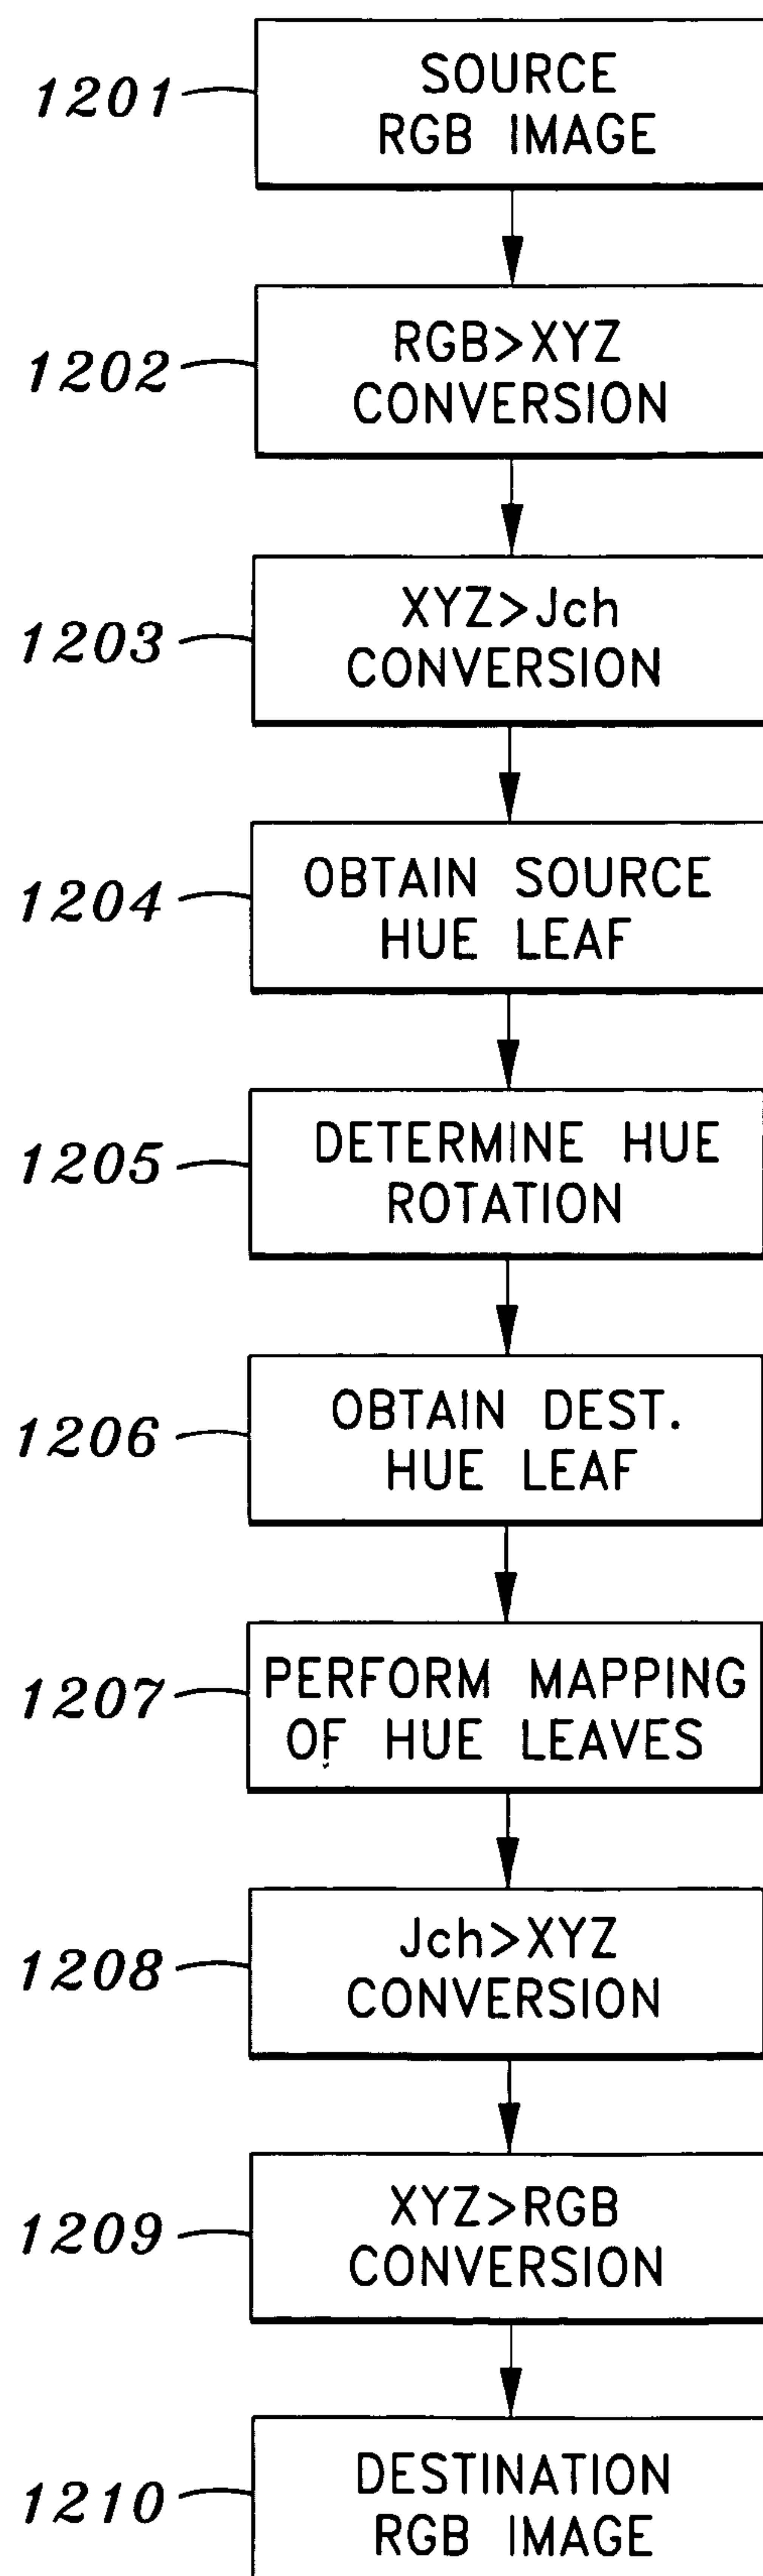 1201
SOURCE
RGB IMAGE
1202
RGB>XYZ
CONVERSION
1203
XYZ>Jch
CONVERSION
1204
OBTAIN SOURCE
HUE LEAF
1205
DETERMINE HUE
ROTATION
1206
OBTAIN DEST.
HUE LEAF
1207
PERFORM MAPPING
OF HUE LEAVES
1208
Jch>XYZ
CONVERSION
1209
XYZ>RGB
CONVERSION
1210
DESTINATION
RGB IMAGE